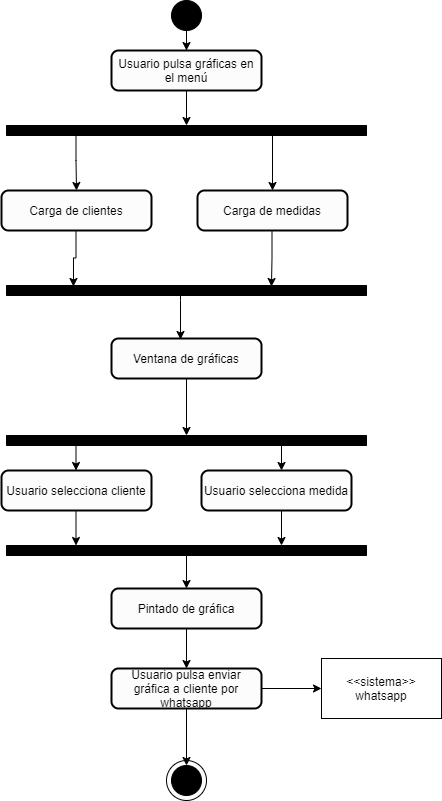 Usuario pulsa gráficas en
el menú
Carga de clientes
Carga de medidas
Ventana de gráficas
Usuario selecciona cliente
Usuario selecciona medida
Pintado de gráfica
Usuario pulsa enviar
gráfica a cliente por
whatsapp
<<sistema>>
whatsapp